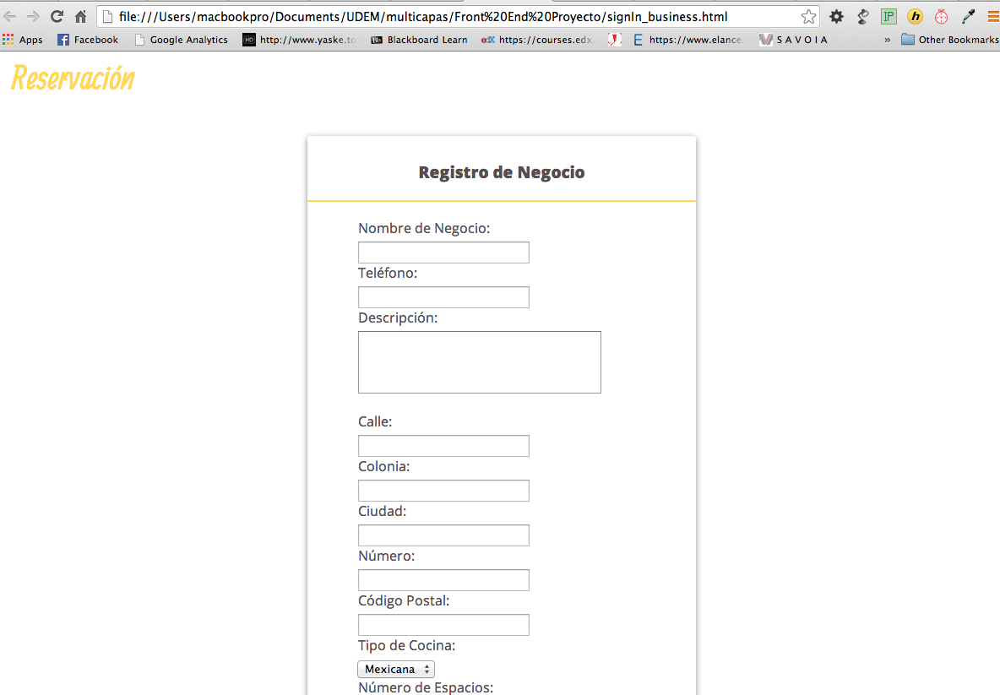 file:///Users/macbookpro/Documents/UDEM/multicapas/Front%20End%20Proyecto/signIn_business.html
Apps Facebook Google Analytics http://www.yaske.to Blackboard Learn edX https://courses.edx https://www.elance. S A V O I A » Other Bookmarks
Reservación
Registro de Negocio
Nombre de Negocio:
Teléfono:
Descripción:
Calle:
Colonia:
Ciudad:
Número:
Código Postal:
Tipo de Cocina:
Mexicana
Número de Espacios: